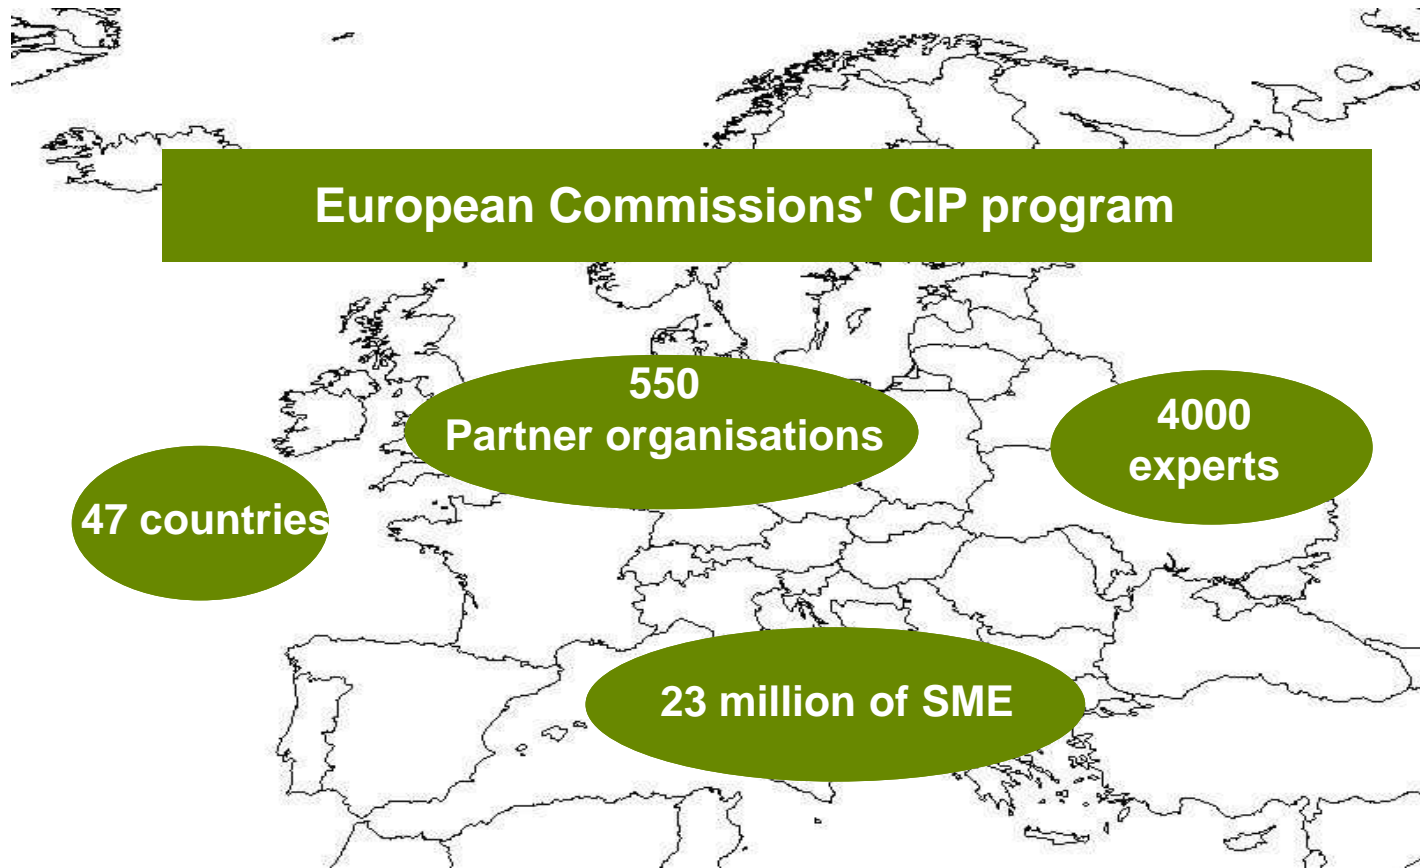 European Commissions' CIP program
550
Partner organisations
4000
experts
47 countries
23 million of SME